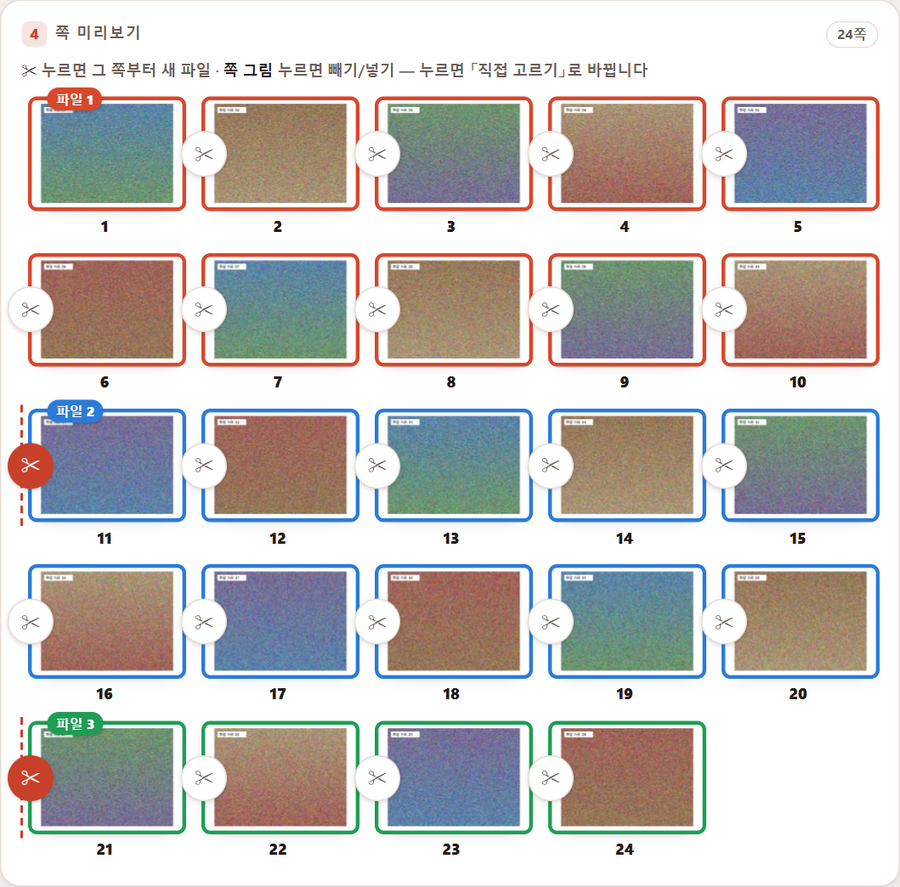 4 쪽 미리보기 24쪽
✂ 누르면 그 쪽부터 새 파일 · 쪽 그림 누르면 빼기/넣기 — 누르면 「직접 고르기」로 바뀝니다
파일 1
1 2 3 4 5
6 7 8 9 10
파일 2
11 12 13 14 15
16 17 18 19 20
파일 3
21 22 23 24